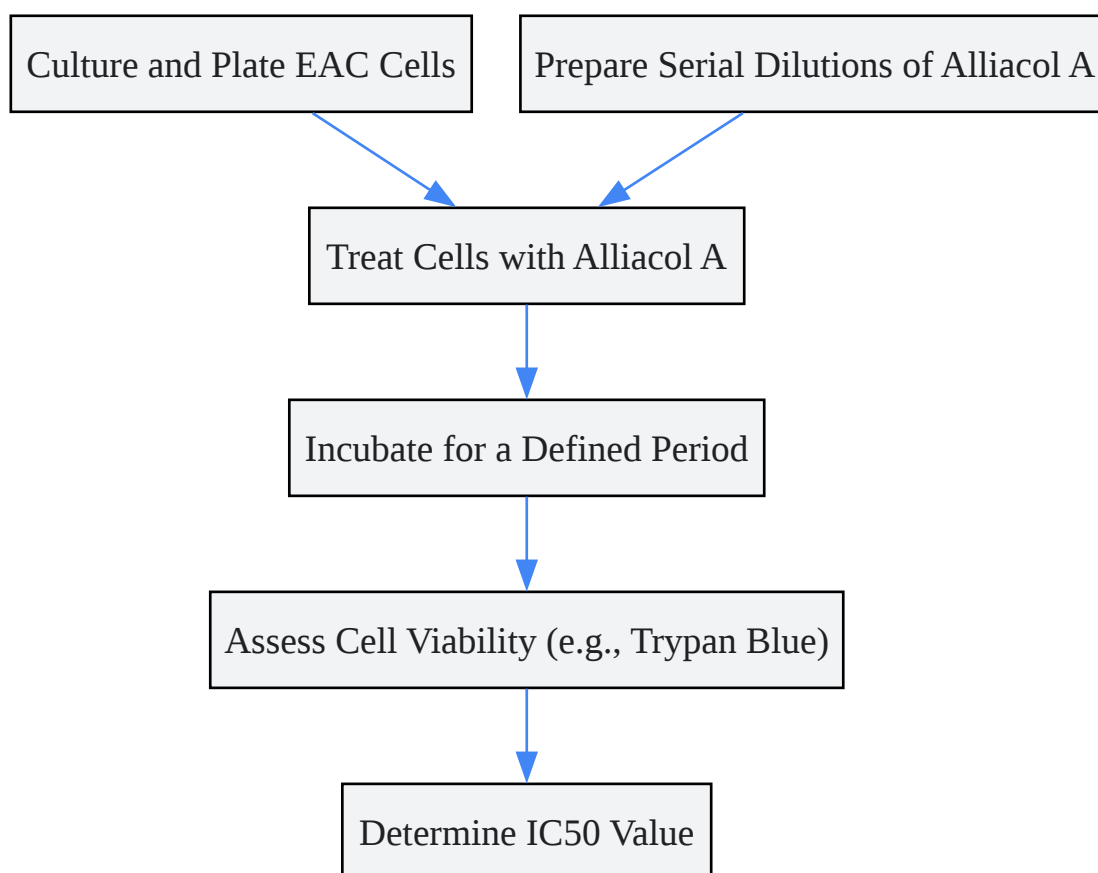 Culture and Plate EAC Cells
Prepare Serial Dilutions of Alliacol A
Treat Cells with Alliacol A
Incubate for a Defined Period
Assess Cell Viability (e.g., Trypan Blue)
Determine IC50 Value